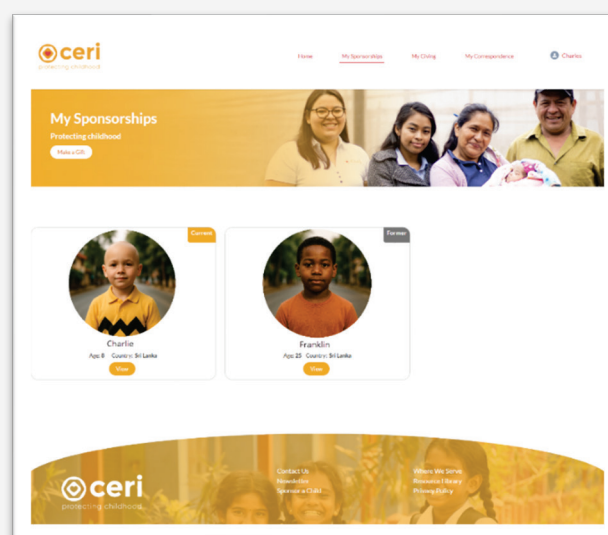 ceri
protecting childhood
Home My Sponsorships My Giving My Correspondence Charles
My Sponsorships
Protecting childhood
Make a Gift
Current
Charlie
Age: 8 Country: Sri Lanka
View
Former
Franklin
Age: 25 Country: Sri Lanka
View
ceri
protecting childhood
Contact Us
Newsletter
Sponsor a Child
Where We Serve
Resource Library
Privacy Policy